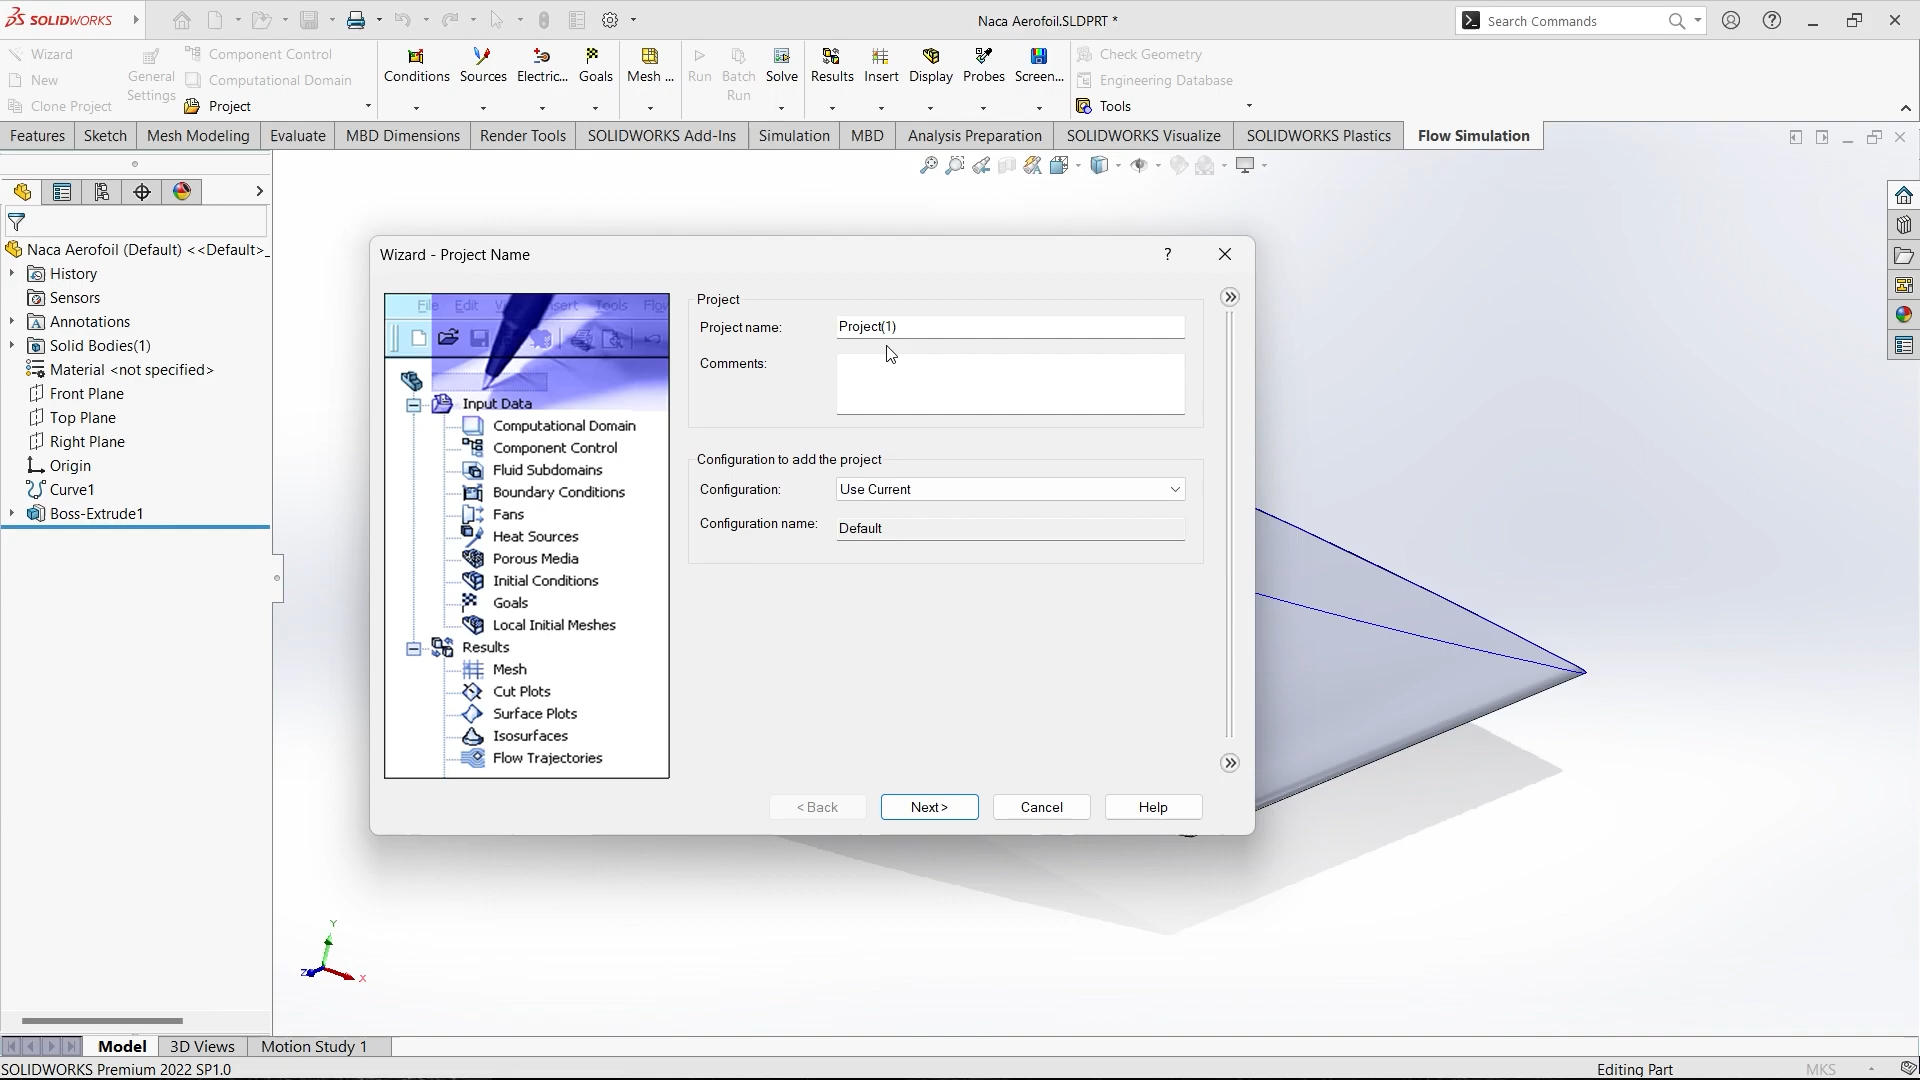 SOLIDWORKS
Naca Aerofoil.SLDPRT *
Search Commands
Wizard
New
Clone Project
General
Settings
Component Control
Computational Domain
Project
Conditions
Sources
Electric...
Goals
Mesh ...
Run
Batch
Run
Solve
Results
Insert
Display
Probes
Screen...
Check Geometry
Engineering Database
Tools
Features
Sketch
Mesh Modeling
Evaluate
MBD Dimensions
Render Tools
SOLIDWORKS Add-Ins
Simulation
MBD
Analysis Preparation
SOLIDWORKS Visualize
SOLIDWORKS Plastics
Flow Simulation
Naca Aerofoil (Default) <<Default>_
History
Sensors
Annotations
Solid Bodies(1)
Material <not specified>
Front Plane
Top Plane
Right Plane
Origin
Curve1
Boss-Extrude1
Wizard - Project Name
?
File Edit Insert Tools Flow
Input Data
Computational Domain
Component Control
Fluid Subdomains
Boundary Conditions
Fans
Heat Sources
Porous Media
Initial Conditions
Goals
Local Initial Meshes
Results
Mesh
Cut Plots
Surface Plots
Isosurfaces
Flow Trajectories
Project
Project name:
Project(1)
Comments:
Configuration to add the project
Configuration:
Use Current
Configuration name:
Default
< Back
Next>
Cancel
Help
Y
Z
X
Model
3D Views
Motion Study 1
SOLIDWORKS Premium 2022 SP1.0
Editing Part
MKS